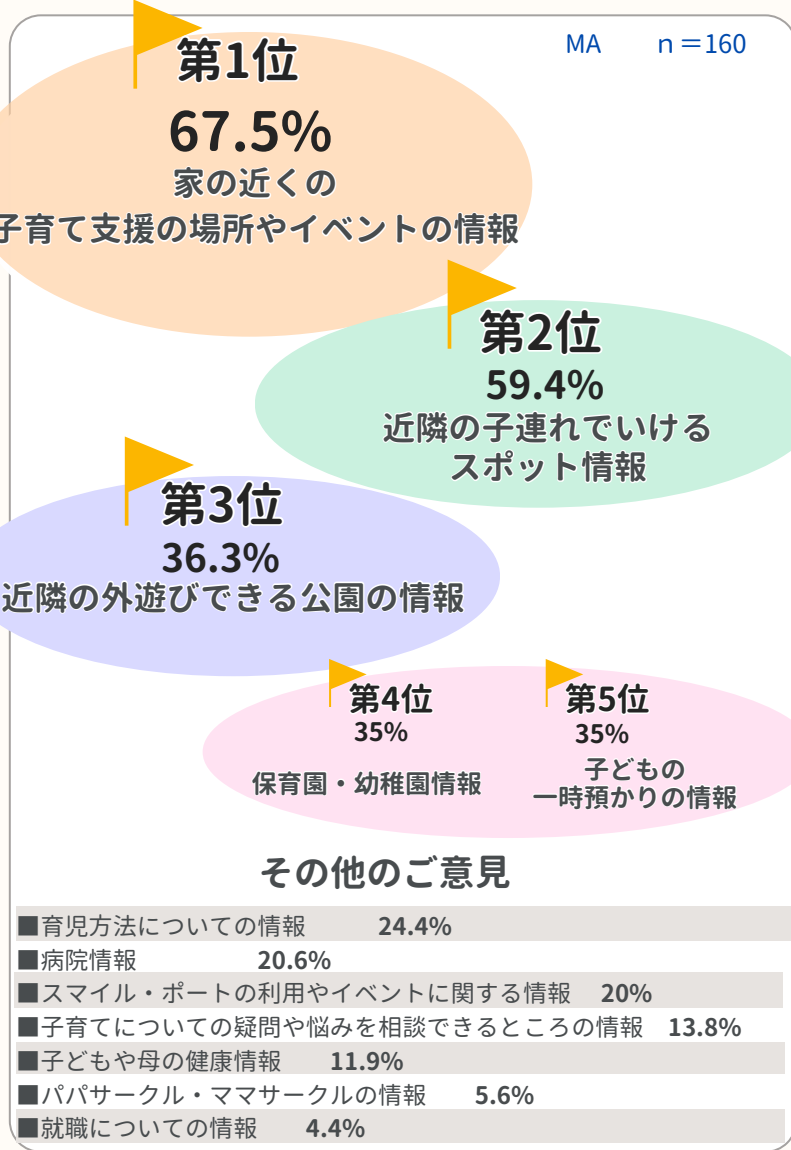 MA n＝160
第1位
67.5%
家の近くの
子育て支援の場所やイベントの情報
第2位
59.4%
近隣の子連れでいける
スポット情報
第3位
36.3%
近隣の外遊びできる公園の情報
第4位
35%
保育園・幼稚園情報
第5位
35%
子どもの
一時預かりの情報
その他のご意見
■育児方法についての情報 24.4%
■病院情報 20.6%
■スマイル・ポートの利用やイベントに関する情報 20%
■子育てについての疑問や悩みを相談できるところの情報 13.8%
■子どもや母の健康情報 11.9%
■パパサークル・ママサークルの情報 5.6%
■就職についての情報 4.4%